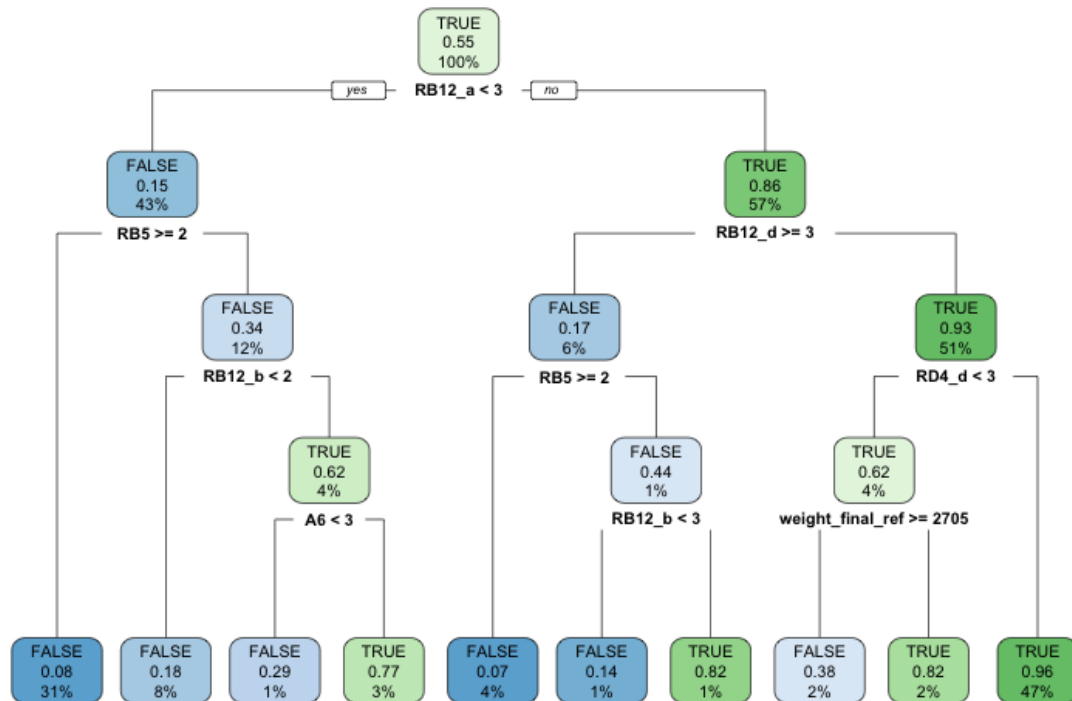 TRUE
0.55
100%
yes RB12_a < 3 no
FALSE
0.15
43%
RB5 >= 2
TRUE
0.86
57%
RB12_d >= 3
FALSE
0.34
12%
RB12_b < 2
FALSE
0.17
6%
RB5 >= 2
TRUE
0.93
51%
RD4_d < 3
TRUE
0.62
4%
A6 < 3
FALSE
0.44
1%
RB12_b < 3
TRUE
0.62
4%
weight_final_ref >= 2705
FALSE
0.08
31%
FALSE
0.18
8%
FALSE
0.29
1%
TRUE
0.77
3%
FALSE
0.07
4%
FALSE
0.14
1%
TRUE
0.82
1%
FALSE
0.38
2%
TRUE
0.82
2%
TRUE
0.96
47%